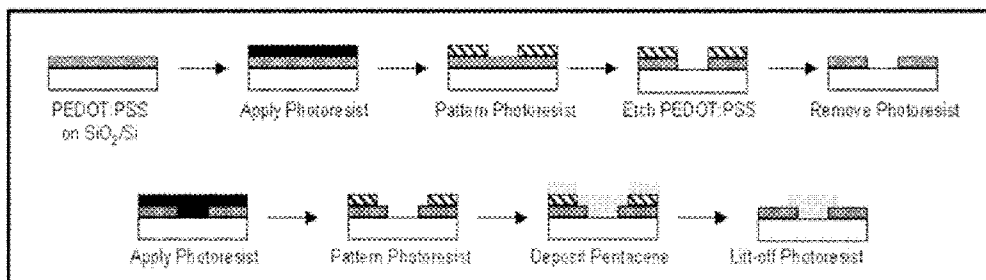 PEDOT:PSS
on SiO₂/Si
Apply Photoresist
Pattern Photoresist
Etch PEDOT:PSS
Remove Photoresist
Apply Photoresist
Pattern Photoresist
Deposit Pentacene
Lift-off Photoresist